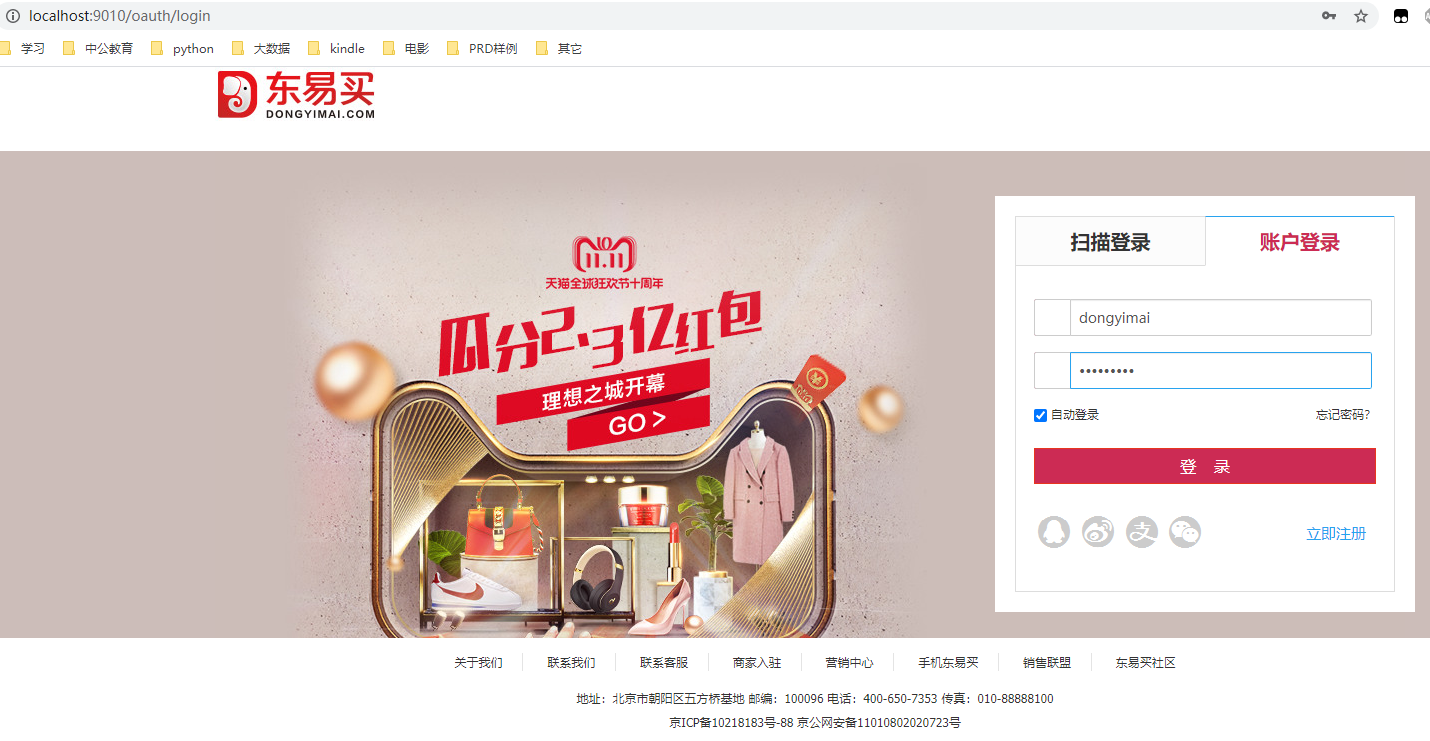 localhost:9010/oauth/login
学习 中公教育 python 大数据 kindle 电影 PRD样例 其它
东易买
DONGYIMAI.COM
11.11
天猫全球狂欢节十周年
瓜分2.3亿红包
理想之城开幕
GO >
扫描登录 账户登录
dongyimai
•••••••••
自动登录 忘记密码?
登 录
立即注册
关于我们 联系我们 联系客服 商家入驻 营销中心 手机东易买 销售联盟 东易买社区
地址：北京市朝阳区五方桥基地 邮编：100096 电话：400-650-7353 传真：010-88888100
京ICP备10218183号-88 京公网安备11010802020723号